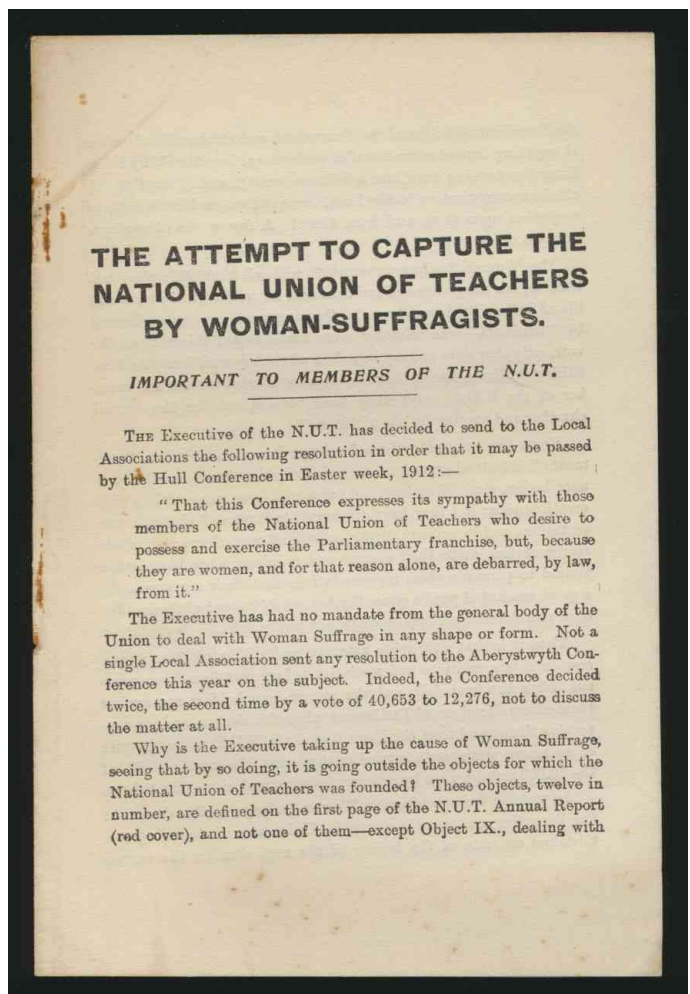 THE ATTEMPT TO CAPTURE THE
NATIONAL UNION OF TEACHERS
BY WOMAN-SUFFRAGISTS.
IMPORTANT TO MEMBERS OF THE N.U.T.
THE Executive of the N.U.T. has decided to send to the Local
Associations the following resolution in order that it may be passed
by the Hull Conference in Easter week, 1912:—
"That this Conference expresses its sympathy with those
members of the National Union of Teachers who desire to
possess and exercise the Parliamentary franchise, but, because
they are women, and for that reason alone, are debarred, by law,
from it."
The Executive has had no mandate from the general body of the
Union to deal with Woman Suffrage in any shape or form. Not a
single Local Association sent any resolution to the Aberystwyth Con-
ference this year on the subject. Indeed, the Conference decided
twice, the second time by a vote of 40,653 to 12,276, not to discuss
the matter at all.
Why is the Executive taking up the cause of Woman Suffrage,
seeing that by so doing, it is going outside the objects for which the
National Union of Teachers was founded? These objects, twelve in
number, are defined on the first page of the N.U.T. Annual Report
(red cover), and not one of them—except Object IX., dealing with